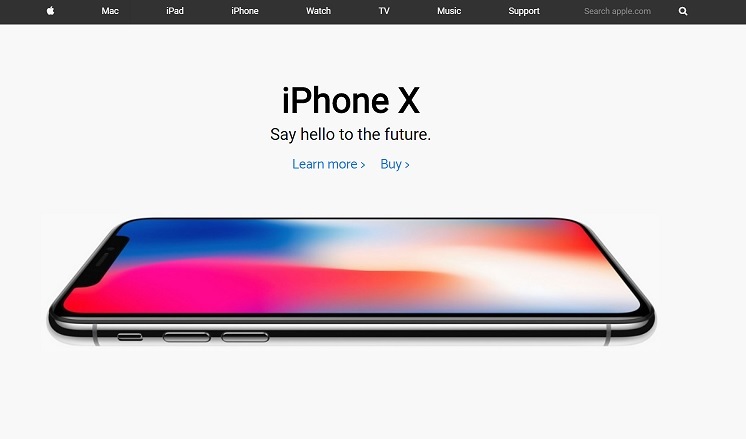 Mac iPad iPhone Watch TV Music Support Search apple.com
iPhone X
Say hello to the future.
Learn more > Buy >